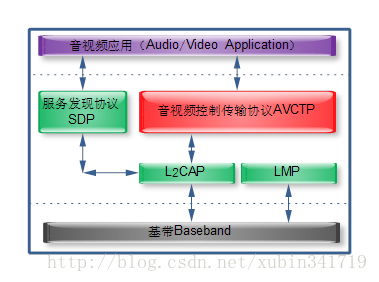 音视频应用（Audio/Video Application）
服务发现协议
SDP
音视频控制传输协议AVCTP
L2CAP
LMP
基带Baseband
http://blog.csdn.net/xubin341719